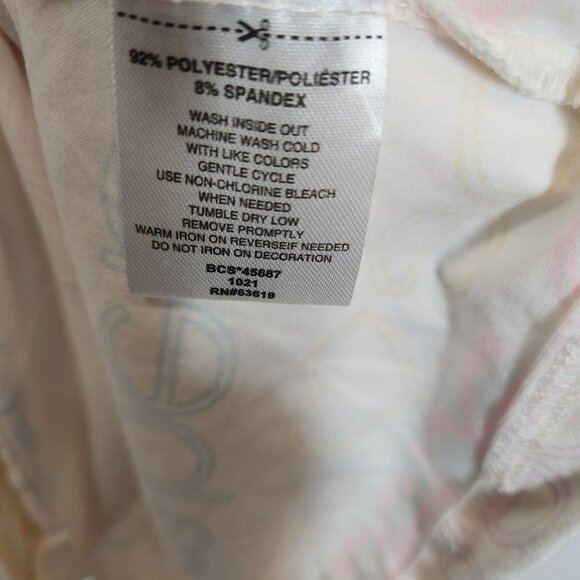 92% POLYESTER/POLIÉSTER
8% SPANDEX
WASH INSIDE OUT
MACHINE WASH COLD
WITH LIKE COLORS
GENTLE CYCLE
USE NON-CHLORINE BLEACH
WHEN NEEDED
TUMBLE DRY LOW
REMOVE PROMPTLY
WARM IRON ON REVERSEIF NEEDED
DO NOT IRON ON DECORATION
BCS*45687
1021
RN#63619